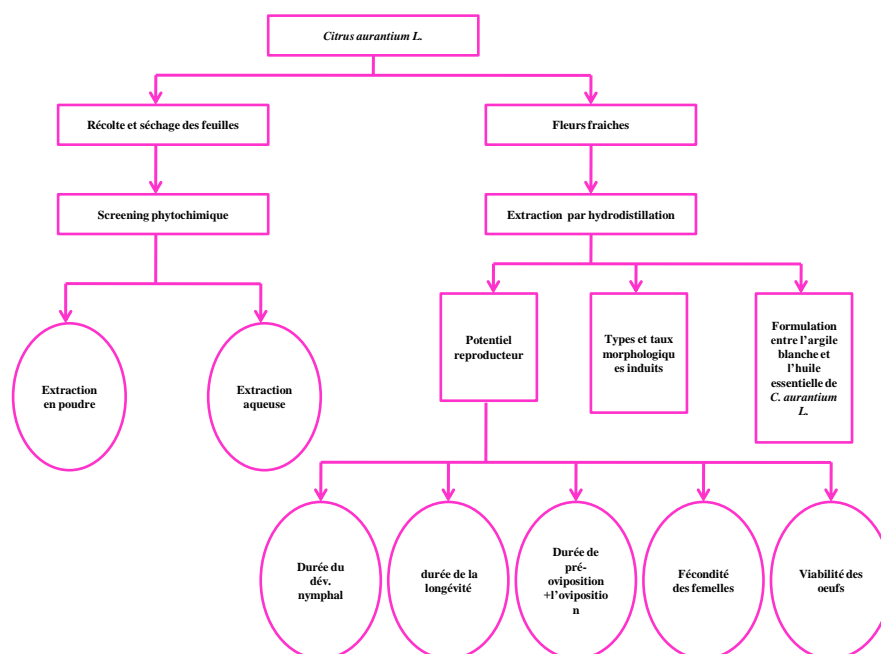 Citrus aurantium L.
Récolte et séchage des feuilles
Fleurs fraiches
Screening phytochimique
Extraction par hydrodistillation
Potentiel
reproducteur
Types et taux
morphologiqu
es induits
Formulation
entre l'argile
blanche et
l'huile
essentielle de
C. aurantium
L.
Extraction
en poudre
Extraction
aqueuse
Durée du
dév.
nymphal
durée de la
longévité
Durée de
pré-
oviposition
+l'ovipositio
n
Fécondité
des femelles
Viabilité des
oeufs